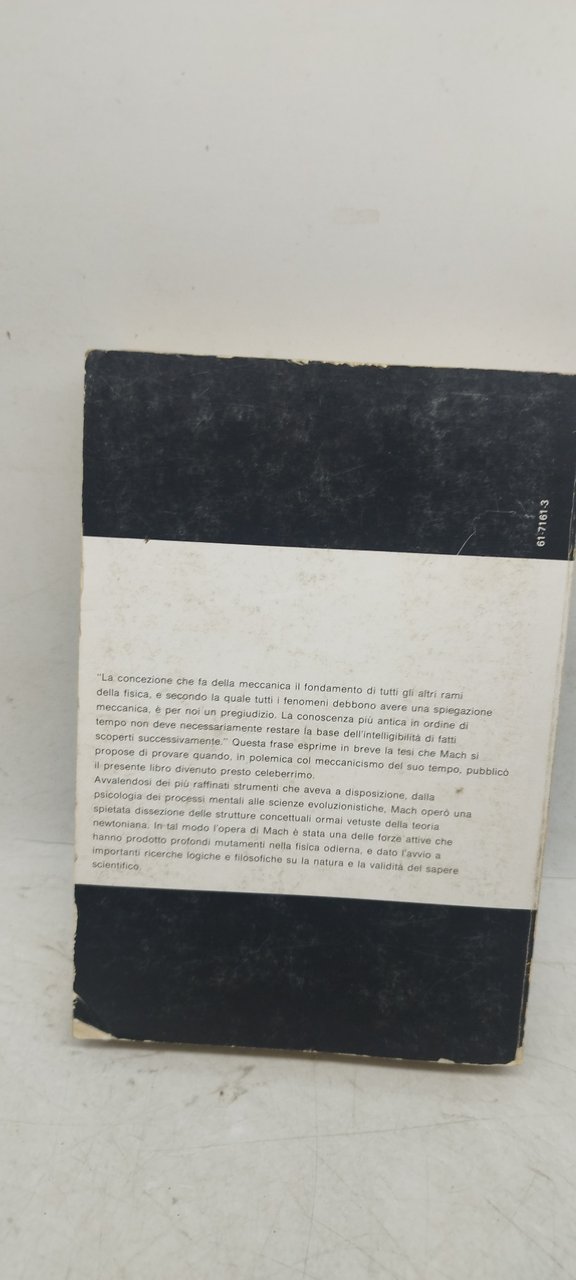 61-7161-3
"La concezione che fa della meccanica il fondamento di tutti gli altri rami
della fisica, e secondo la quale tutti i fenomeni debbono avere una spiegazione
meccanica, è per noi un pregiudizio. La conoscenza più antica in ordine di
tempo non deve necessariamente restare la base dell'intelligibilità di fatti
scoperti successivamente." Questa frase esprime in breve la tesi che Mach si
propose di provare quando, in polemica col meccanicismo del suo tempo, pubblicò
il presente libro divenuto presto celeberrimo.
Avvalendosi dei più raffinati strumenti che aveva a disposizione, dalla
psicologia dei processi mentali alle scienze evoluzionistiche, Mach operò una
spietata dissezione delle strutture concettuali ormai vetuste della teoria
newtoniana. In tal modo l'opera di Mach è stata una delle forze attive che
hanno prodotto profondi mutamenti nella fisica odierna, e dato l'avvio a
importanti ricerche logiche e filosofiche su la natura e la validità del sapere
scientifico.